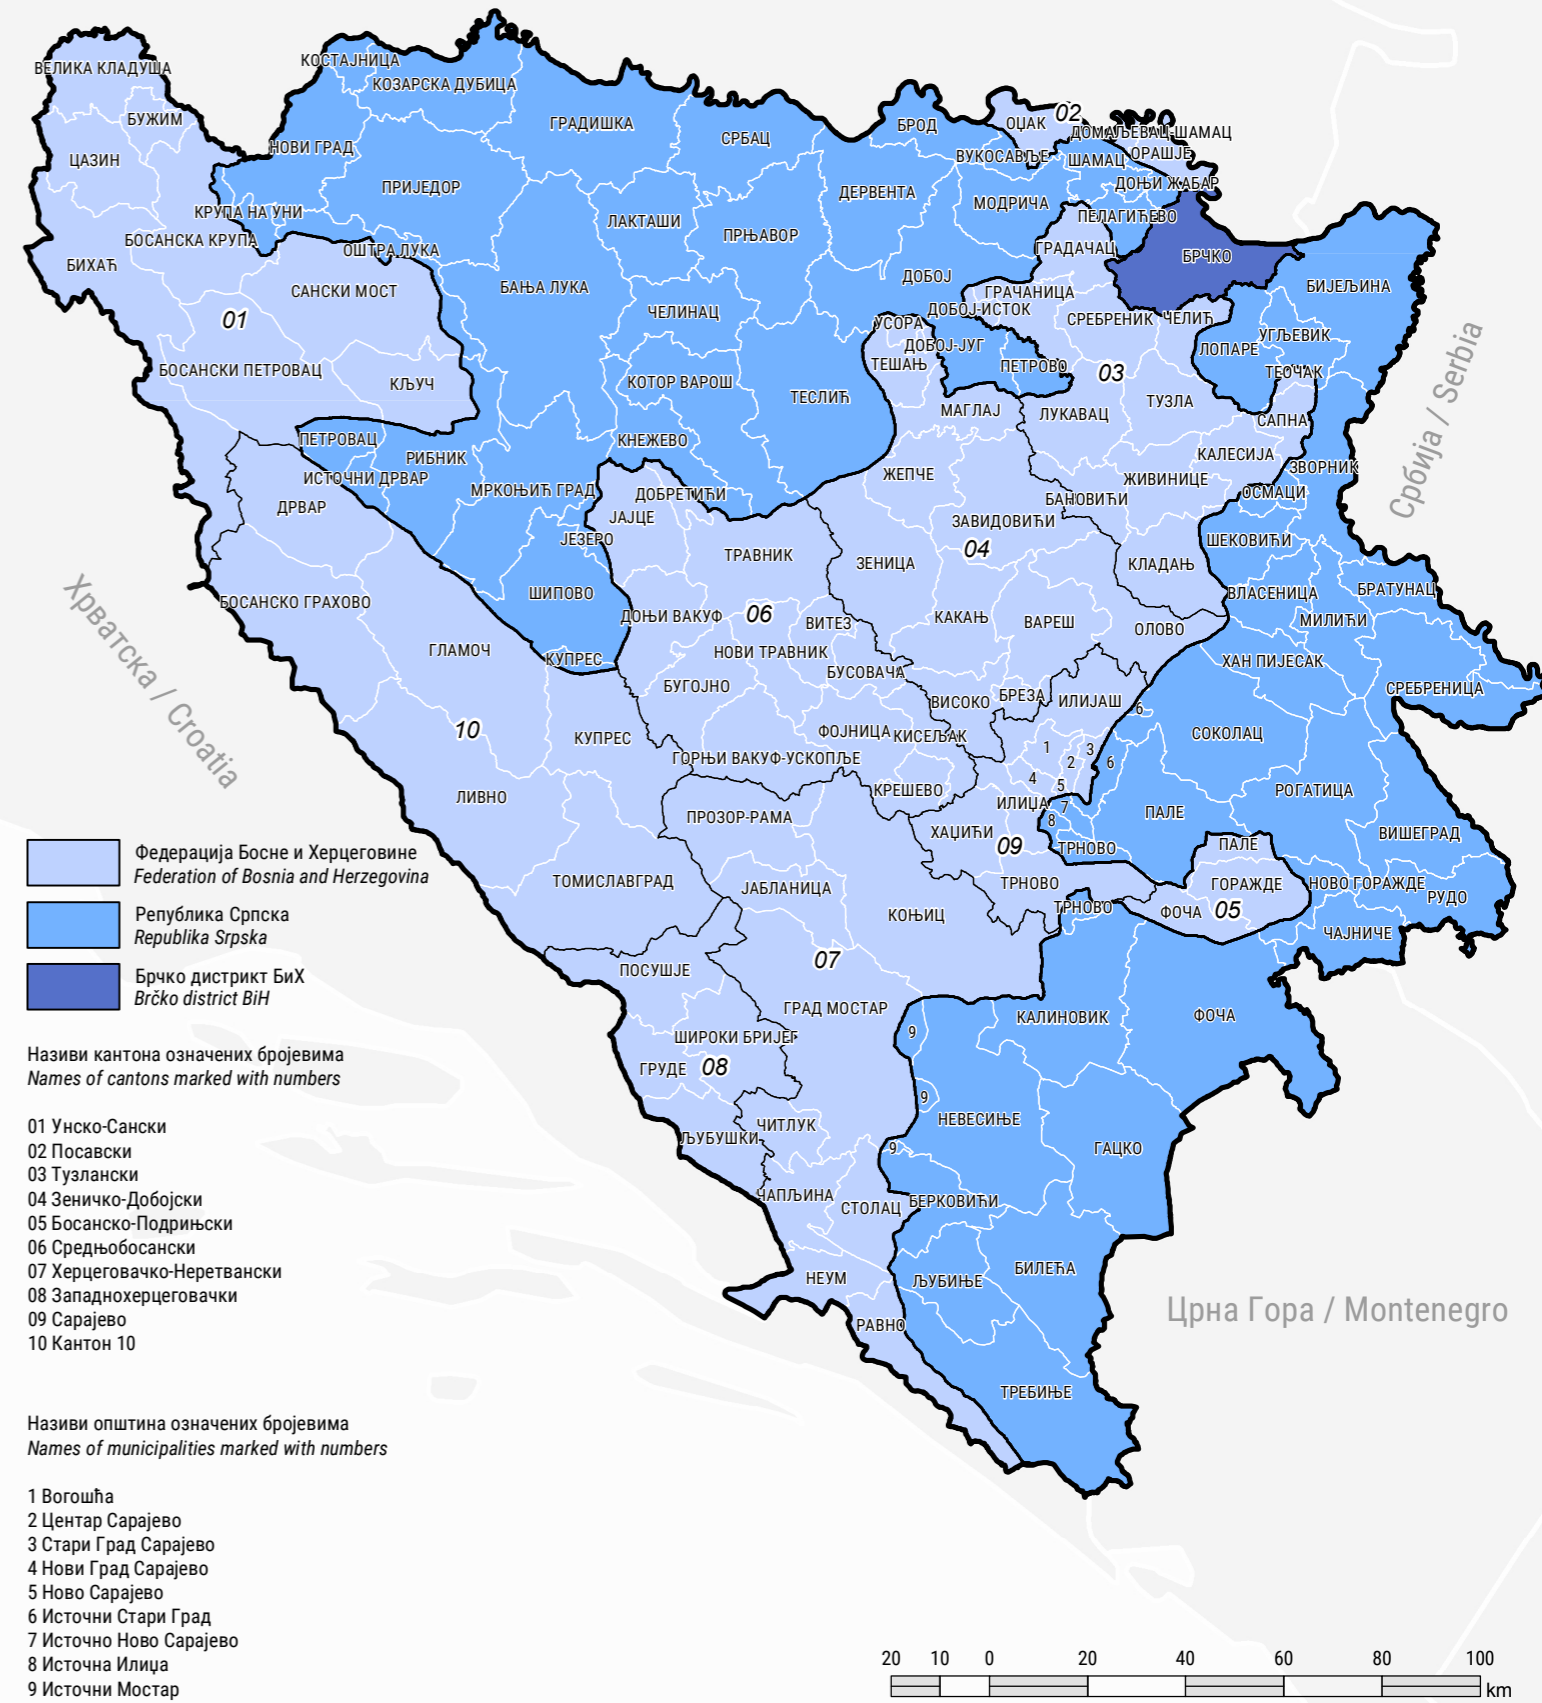 ВЕЛИКА КЛАДУША
БУЖИМ
ЦАЗИН
КОСТАЈНИЦА
КОЗАРСКА ДУБИЦА
НОВИ ГРАД
ГРАДИШКА
СРБАЦ
БРОД
ОЏАК
02
ДОМАЉЕВАЦ-ШАМАЦ
ОРАШЈЕ
ВУКОСАВЉЕ
ШАМАЦ
ДОЊИ ЖАБАР
ПРИЈЕДОР
ДЕРВЕНТА
МОДРИЧА
ПЕЛАГИЋЕВО
КРУПА НА УНИ
ЛАКТАШИ
ПРЊАВОР
БОСАНСКА КРУПА
ОШТРА ЛУКА
ГРАДАЧАЦ
БРЧКО
БИХАЋ
САНСКИ МОСТ
БАЊА ЛУКА
ДОБОЈ
ГРАЧАНИЦА
БИЈЕЉИНА
01
ЧЕЛИНАЦ
ДОБОЈ-ИСТОК
УСОРА
СРЕБРЕНИК
ЧЕЛИЋ
УГЉЕВИК
ДОБОЈ-ЈУГ
ЛОПАРЕ
БОСАНСКИ ПЕТРОВАЦ
КЉУЧ
КОТОР ВАРОШ
ТЕШАЊ
ПЕТРОВО
03
ТЕОЧАК
ТЕСЛИЋ
МАГЛАЈ
ЛУКАВАЦ
ТУЗЛА
САПНА
ПЕТРОВАЦ
РИБНИК
КНЕЖЕВО
КАЛЕСИЈА
ИСТОЧНИ ДРВАР
МРКОЊИЋ ГРАД
ДОБРЕТИЋИ
ЖЕПЧЕ
ЖИВИНИЦЕ
ЗВОРНИК
ДРВАР
ЈАЈЦЕ
БАНОВИЋИ
ОСМАЦИ
ЈЕЗЕРО
ЗАВИДОВИЋИ
ШЕКОВИЋИ
ТРАВНИК
ЗЕНИЦА
04
КЛАДАЊ
БОСАНСКО ГРАХОВО
ШИПОВО
ДОЊИ ВАКУФ
06
ВИТЕЗ
КАКАЊ
ВАРЕШ
ОЛОВО
ВЛАСЕНИЦА
БРАТУНАЦ
МИЛИЋИ
ГЛАМОЧ
КУПРЕС
НОВИ ТРАВНИК
БУСОВАЧА
ХАН ПИЈЕСАК
БУГОЈНО
ВИСОКО
БРЕЗА
ИЛИЈАШ
СРЕБРЕНИЦА
6
10
КУПРЕС
ФОЈНИЦА
КИСЕЉАК
СОКОЛАЦ
ГОРЊИ ВАКУФ-УСКОПЉЕ
1
3
2
6
4
5
ЛИВНО
КРЕШЕВО
ИЛИЏА
7
РОГАТИЦА
ПРОЗОР-РАМА
8
ПАЛЕ
ХАЏИЋИ
09
ТРНОВО
ПАЛЕ
ВИШЕГРАД
ТОМИСЛАВГРАД
ЈАБЛАНИЦА
ТРНОВО
ГОРАЖДЕ
НОВО ГОРАЖДЕ
РУДО
КОЊИЦ
ТРНОВО
ФОЧА
05
ЧАЈНИЧЕ
ПОСУШЈЕ
07
ГРАД МОСТАР
КАЛИНОВИК
ФОЧА
ШИРОКИ БРИЈЕГ
9
ГРУДЕ
08
9
НЕВЕСИЊЕ
ЧИТЛУК
ЉУБУШКИ
9
ГАЦКО
ЧАПЉИНА
СТОЛАЦ
БЕРКОВИЋИ
НЕУМ
ЉУБИЊЕ
БИЛЕЋА
РАВНО
ТРЕБИЊЕ
Хрватска / Croatia
Србија / Serbia
Црна Гора / Montenegro
Федерација Босне и Херцеговине
Federation of Bosnia and Herzegovina
Република Српска
Republika Srpska
Брчко дистрикт БиХ
Brčko district BiH
Називи кантона означених бројевима
Names of cantons marked with numbers
01 Унско-Сански
02 Посавски
03 Тузлански
04 Зеничко-Добојски
05 Босанско-Подрињски
06 Средњобосански
07 Херцеговачко-Неретвански
08 Западнохерцеговачки
09 Сарајево
10 Кантон 10
Називи општина означених бројевима
Names of municipalities marked with numbers
1 Вогошћа
2 Центар Сарајево
3 Стари Град Сарајево
4 Нови Град Сарајево
5 Ново Сарајево
6 Источни Стари Град
7 Источно Ново Сарајево
8 Источна Илиџа
9 Источни Мостар
20 10 0 20 40 60 80 100
km